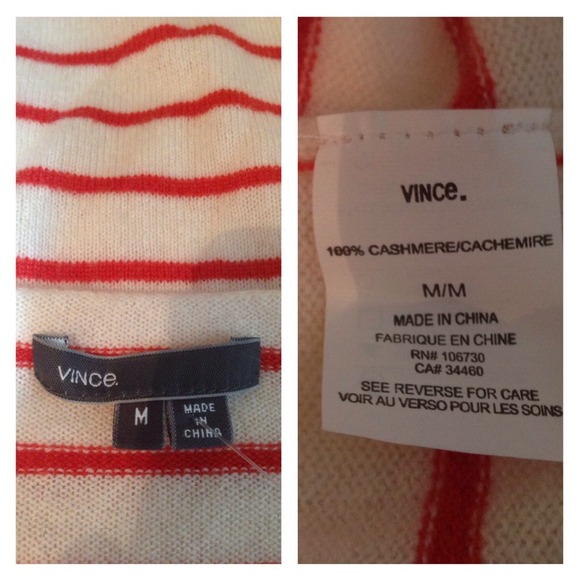 VINCE.
M
MADE
IN
CHINA
VINCE.
100% CASHMERE/CACHEMIRE
M/M
MADE IN CHINA
FABRIQUE EN CHINE
RN# 106730
CA# 34460
SEE REVERSE FOR CARE
VOIR AU VERSO POUR LES SOINS